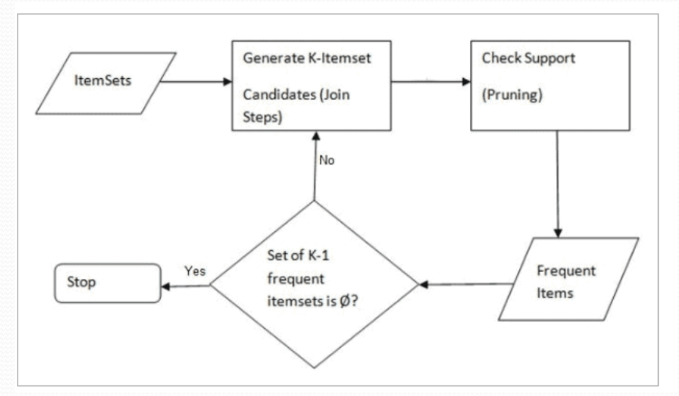 ItemSets
Generate K-Itemset
Candidates (Join
Steps)
Check Support
(Pruning)
No
Set of K-1
frequent
itemsets is Ø?
Yes
Stop
Frequent
Items